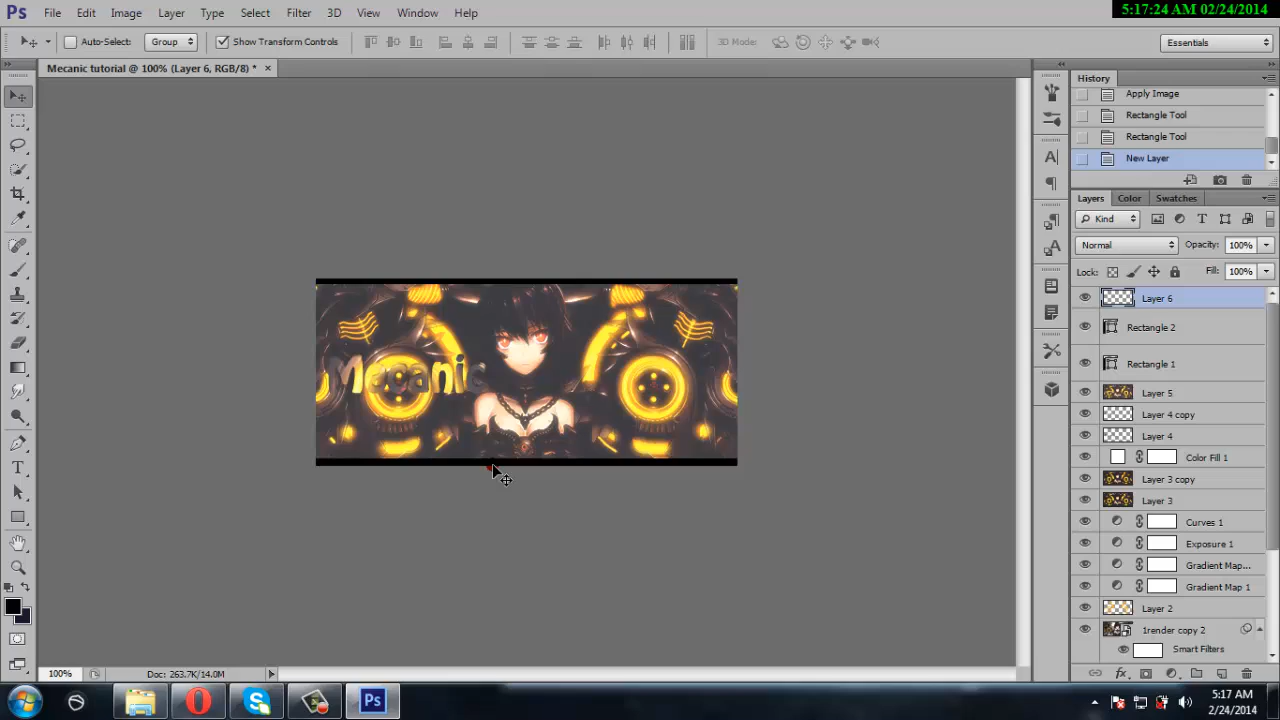 5:17:24 AM 02/24/2014
Ps File Edit Image Layer Type Select Filter 3D View Window Help
Auto-Select: Group Show Transform Controls 3D Mode: Essentials
Mecanic tutorial @ 100% (Layer 6, RGB/8) * ×
History
Apply Image
Rectangle Tool
Rectangle Tool
New Layer
Layers Color Swatches
Kind
Normal Opacity: 100%
Lock: Fill: 100%
Layer 6
Rectangle 2
Rectangle 1
Layer 5
Layer 4 copy
Layer 4
Color Fill 1
Layer 3 copy
Layer 3
Curves 1
Exposure 1
Gradient Map...
Gradient Map 1
Layer 2
1render copy 2
Smart Filters
Mecanic
100% Doc: 263.7K/14.0M
5:17 AM
2/24/2014